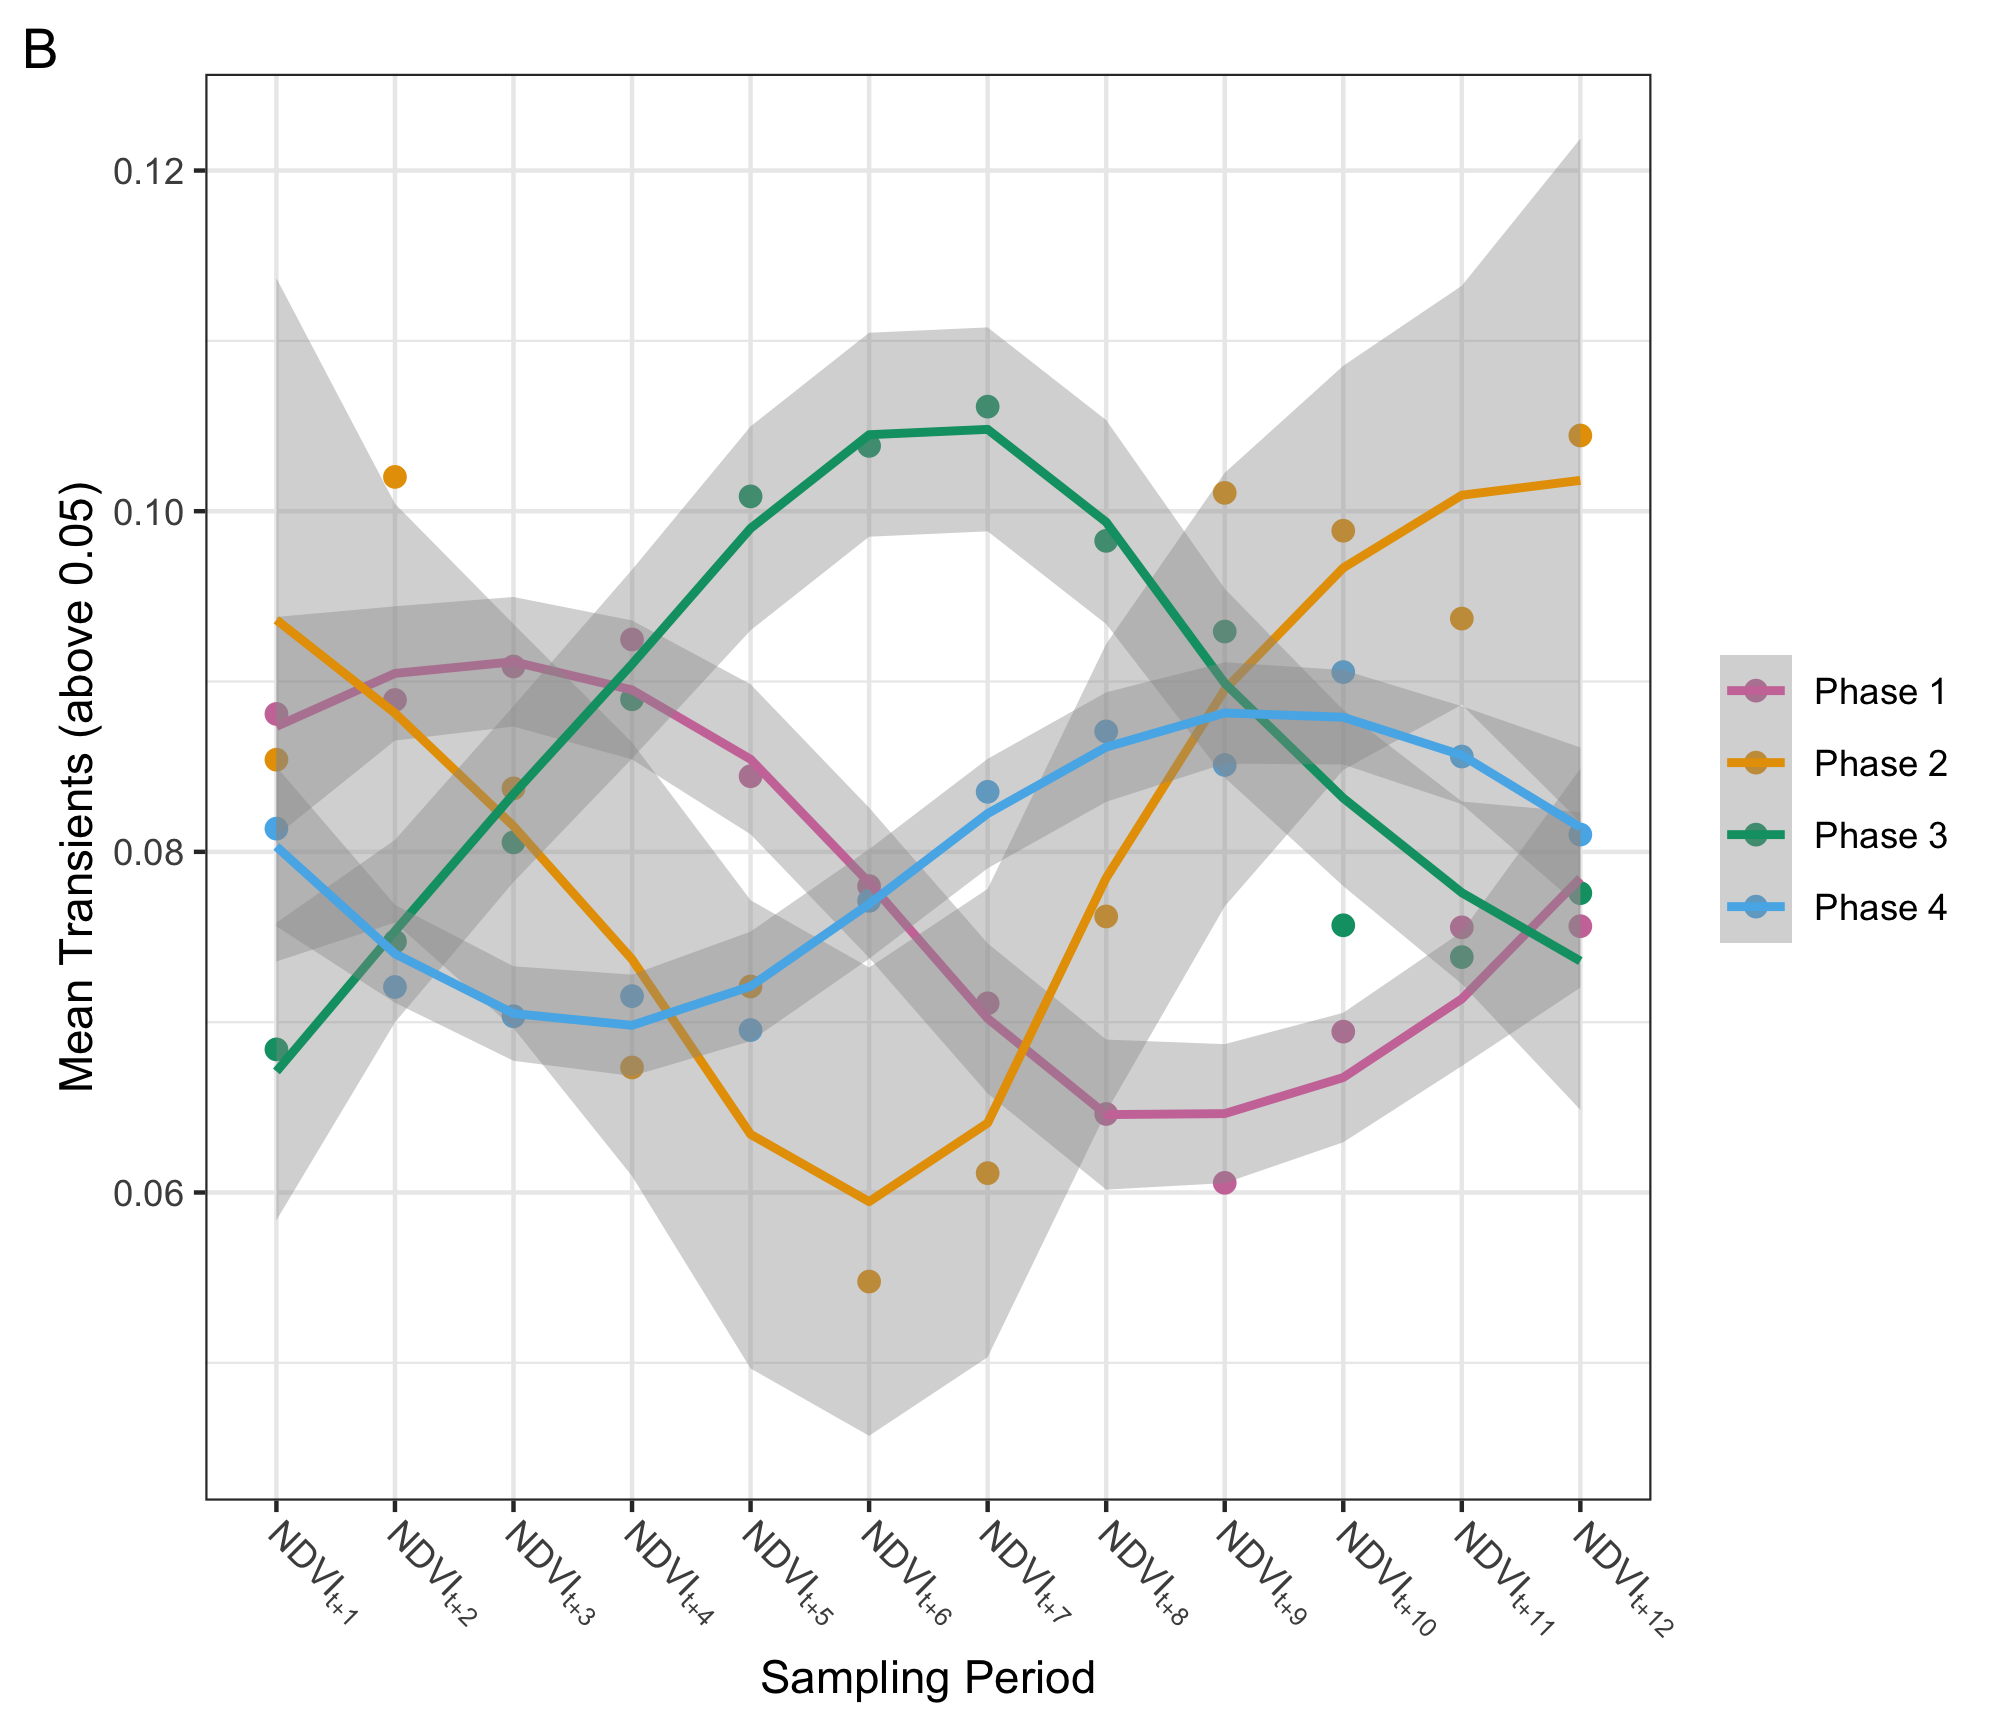 B
Mean Transients (above 0.05)
0.12
0.10
0.08
0.06
NDVIt+1
NDVIt+2
NDVIt+3
NDVIt+4
NDVIt+5
NDVIt+6
NDVIt+7
NDVIt+8
NDVIt+9
NDVIt+10
NDVIt+11
NDVIt+12
Sampling Period
Phase 1
Phase 2
Phase 3
Phase 4